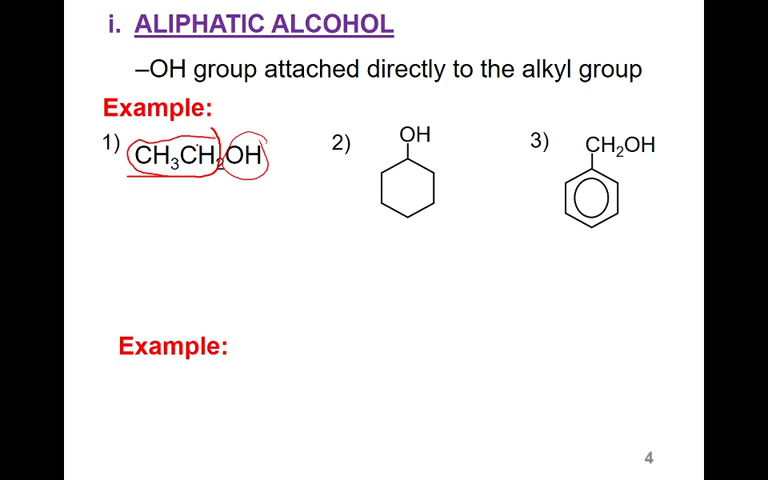 i. ALIPHATIC ALCOHOL
–OH group attached directly to the alkyl group
Example:
1) CH₃CH₂OH 2) OH 3) CH₂OH
Example:
4